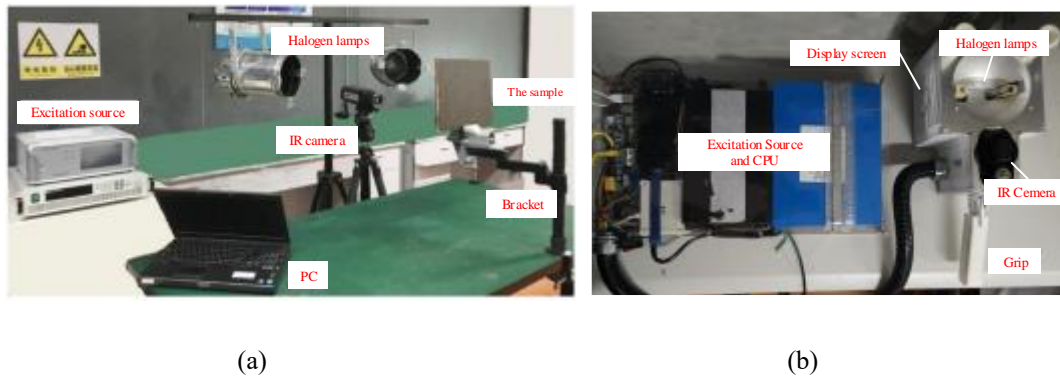 Halogen lamps
Excitation source
The sample
IR camera
Bracket
PC
Halogen lamps
Display screen
Excitation Source
and CPU
IR Cemera
Grip
(a)
(b)